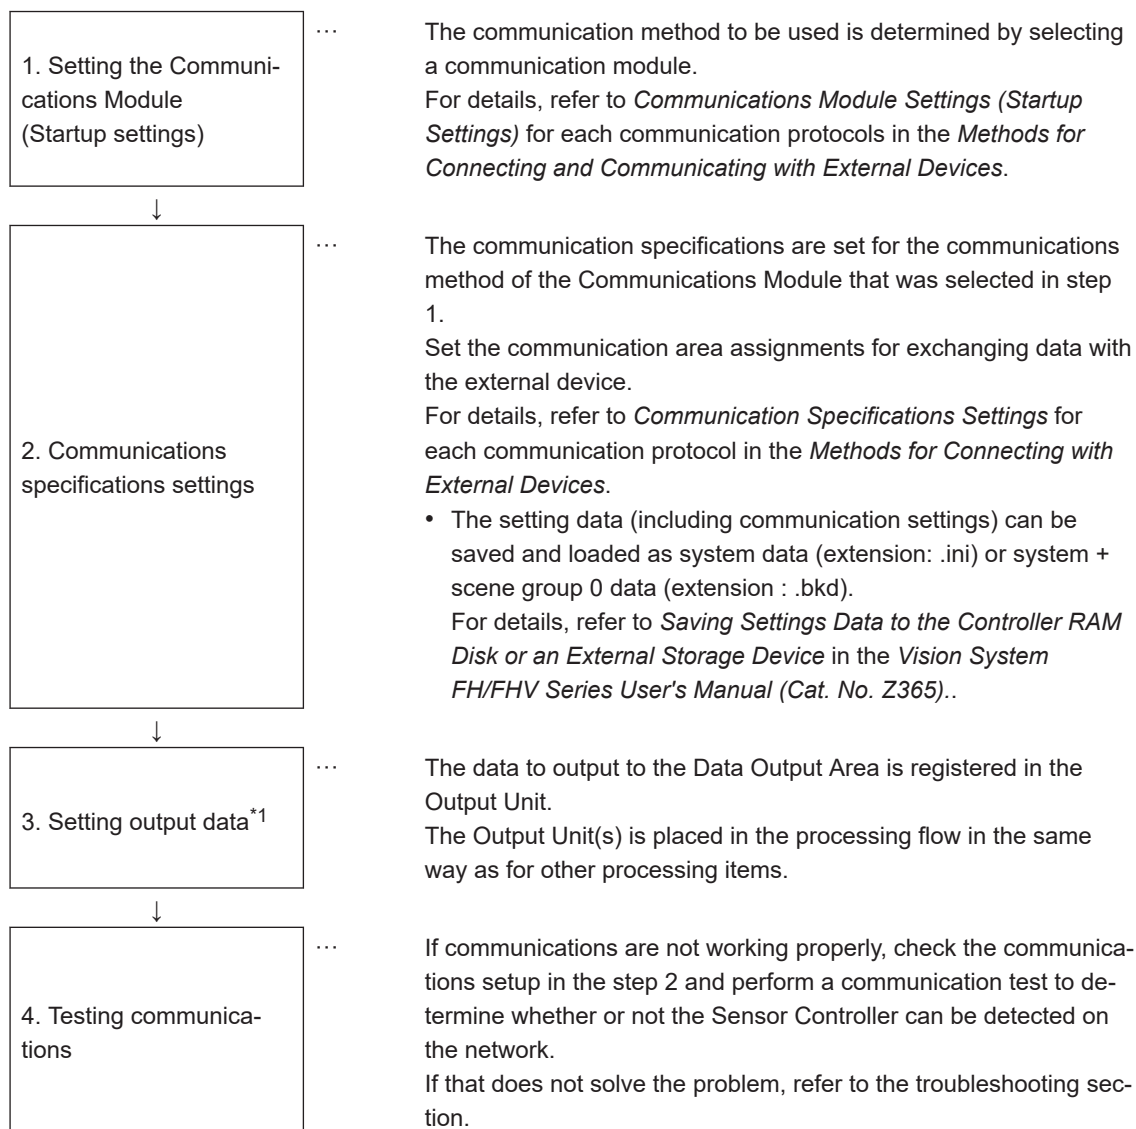 1. Setting the Communi-
cations Module
(Startup settings)
…
The communication method to be used is determined by selecting
a communication module.
For details, refer to Communications Module Settings (Startup
Settings) for each communication protocols in the Methods for
Connecting and Communicating with External Devices.
↓
2. Communications
specifications settings
…
The communication specifications are set for the communications
method of the Communications Module that was selected in step
1.
Set the communication area assignments for exchanging data with
the external device.
For details, refer to Communication Specifications Settings for
each communication protocol in the Methods for Connecting with
External Devices.
• The setting data (including communication settings) can be
saved and loaded as system data (extension: .ini) or system +
scene group 0 data (extension : .bkd).
For details, refer to Saving Settings Data to the Controller RAM
Disk or an External Storage Device in the Vision System
FH/FHV Series User's Manual (Cat. No. Z365)..
↓
3. Setting output data*1
…
The data to output to the Data Output Area is registered in the
Output Unit.
The Output Unit(s) is placed in the processing flow in the same
way as for other processing items.
↓
4. Testing communica-
tions
…
If communications are not working properly, check the communica-
tions setup in the step 2 and perform a communication test to de-
termine whether or not the Sensor Controller can be detected on
the network.
If that does not solve the problem, refer to the troubleshooting sec-
tion.